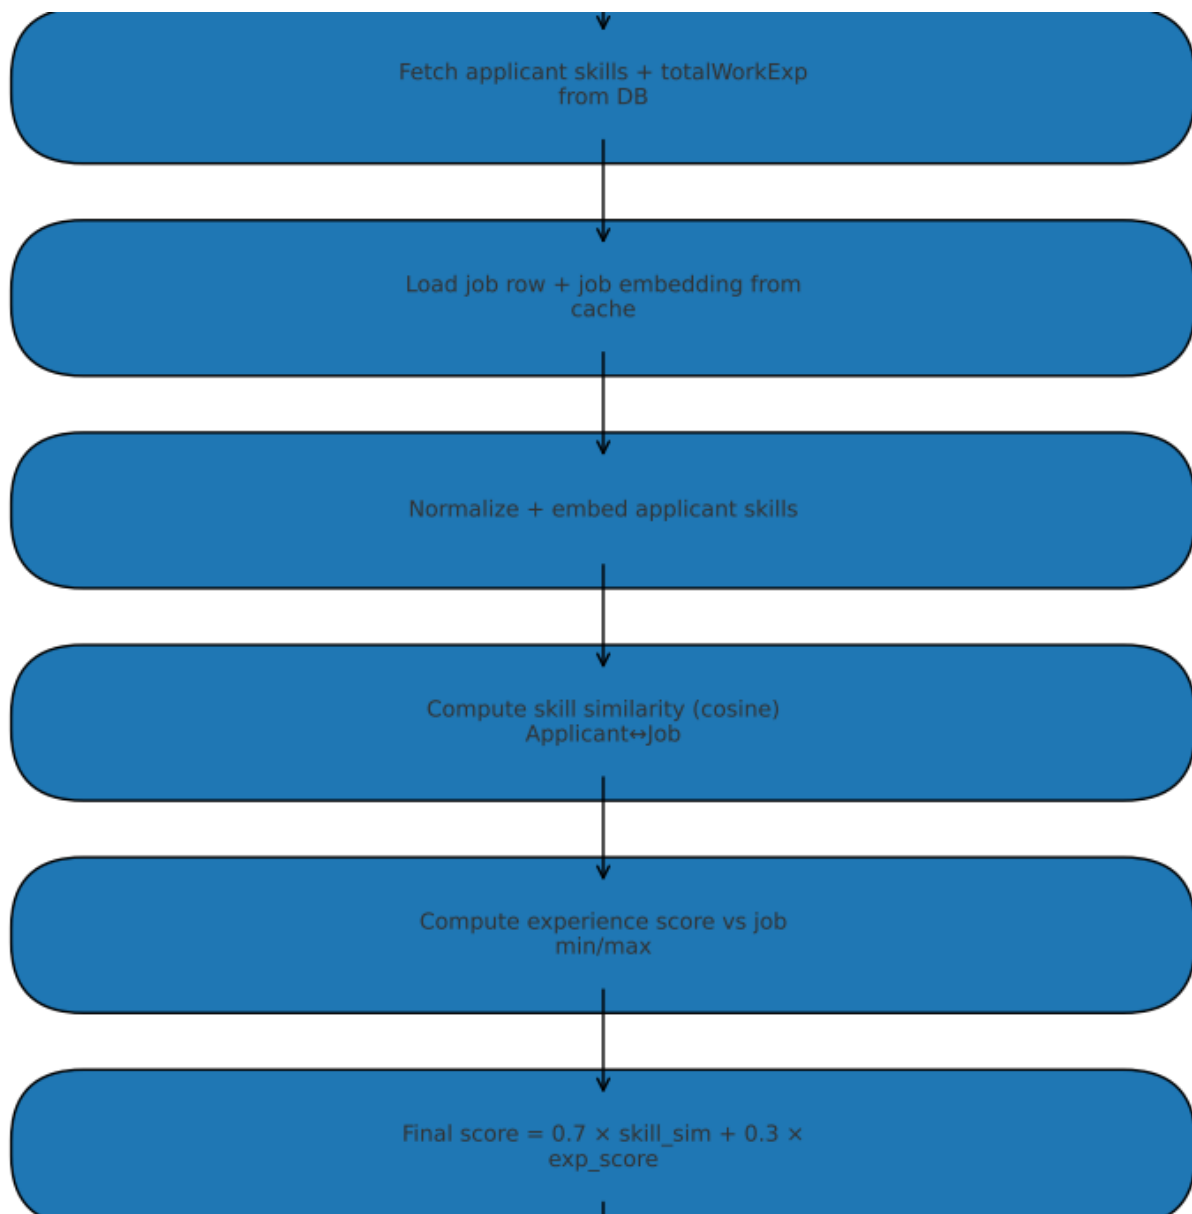 Fetch applicant skills + totalWorkExp
from DB
Load job row + job embedding from
cache
Normalize + embed applicant skills
Compute skill similarity (cosine)
Applicant↔Job
Compute experience score vs job
min/max
Final score = 0.7 × skill_sim + 0.3 ×
exp_score